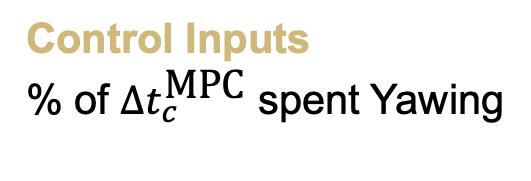 Control Inputs
% of Δt_c^MPC spent Yawing